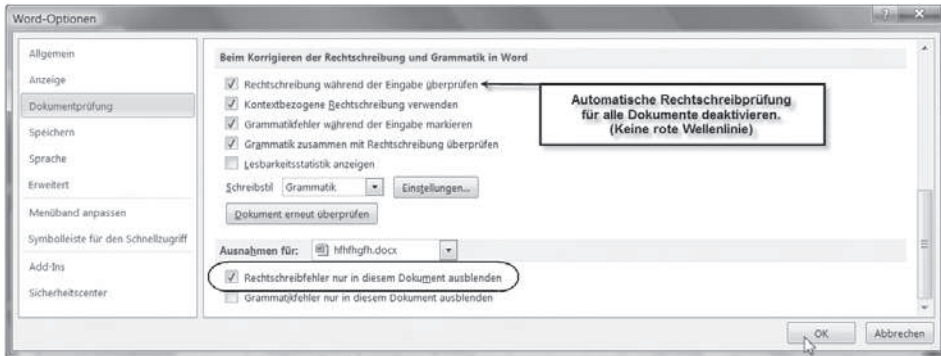 Word-Optionen
Allgemein
Anzeige
Dokumentprüfung
Speichern
Sprache
Erweitert
Menüband anpassen
Symbolleiste für den Schnellzugriff
Add-Ins
Sicherheitscenter
Beim Korrigieren der Rechtschreibung und Grammatik in Word
Rechtschreibung während der Eingabe überprüfen
Kontextbezogene Rechtschreibung verwenden
Grammatikfehler während der Eingabe markieren
Grammatik zusammen mit Rechtschreibung überprüfen
Lesbarkeitsstatistik anzeigen
Schreibstil Grammatik Einstellungen...
Dokument erneut überprüfen
Automatische Rechtschreibprüfung
für alle Dokumente deaktivieren.
(Keine rote Wellenlinie)
Ausnahmen für: hfhfhgfh.docx
Rechtschreibfehler nur in diesem Dokument ausblenden
Grammatikfehler nur in diesem Dokument ausblenden
OK Abbrechen